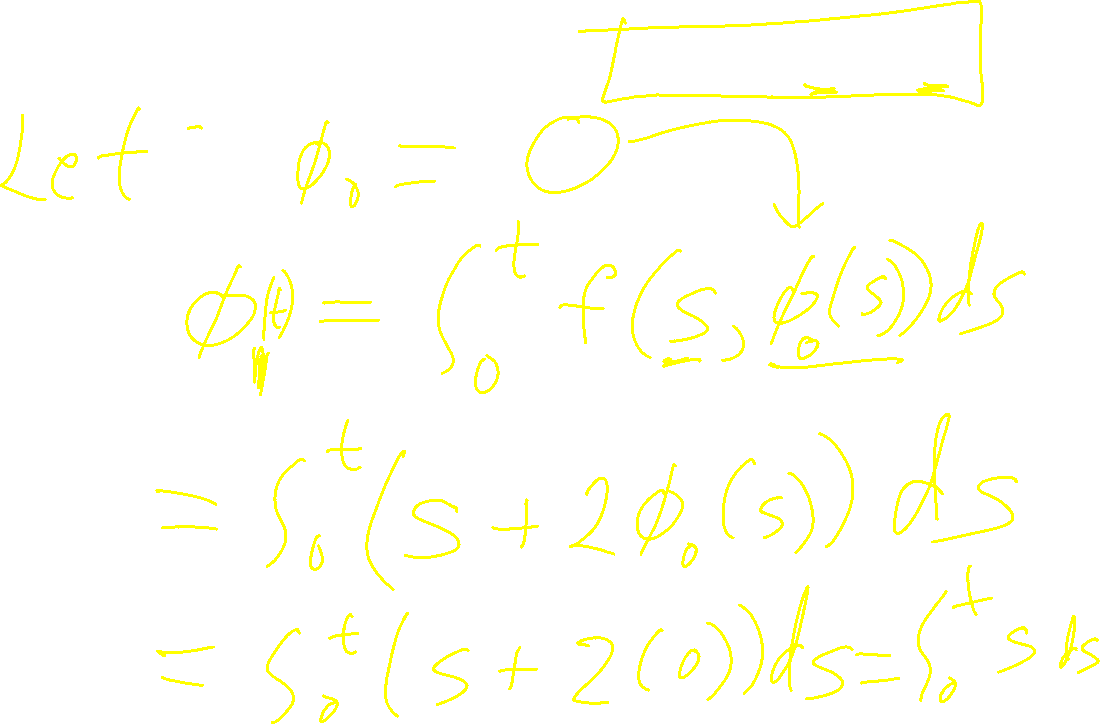 Let φ₀ = 0
φ₁(t) = ∫₀ᵗ f(s, φ₀(s)) ds
= ∫₀ᵗ (s + 2φ₀(s)) ds
= ∫₀ᵗ (s + 2(0)) ds = ∫₀ᵗ s ds